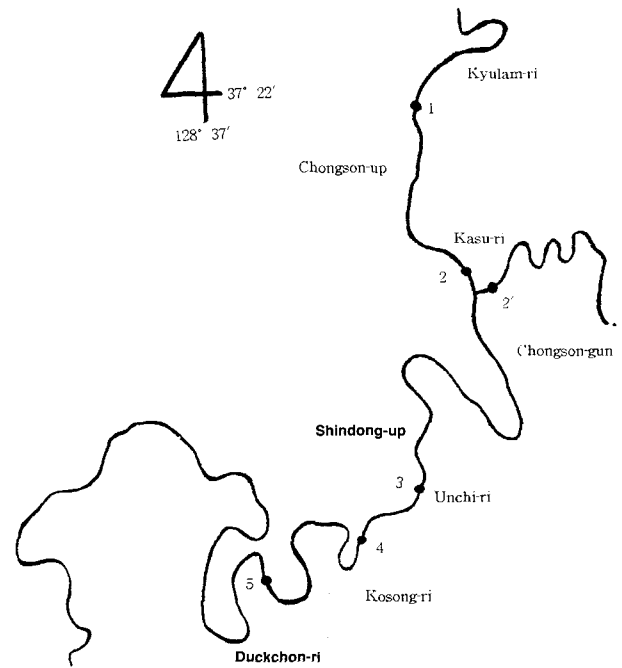 Kyulam-ri
37° 22′
1
128° 37′
Chongson-up
Kasu-ri
2
2′
Chongson-gun
Shindong-up
3
Unchi-ri
4
5
Kosong-ri
Duckchon-ri